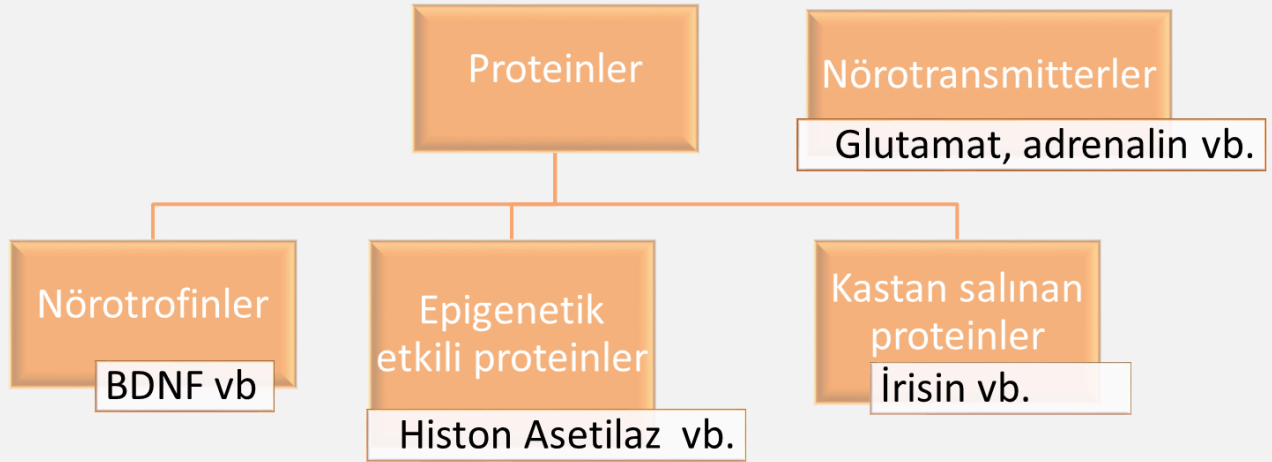 Proteinler
Nörotransmitterler
Glutamat, adrenalin vb.
Nörotrofinler
BDNF vb
Epigenetik
etkili proteinler
Histon Asetilaz vb.
Kastan salınan
proteinler
İrisin vb.